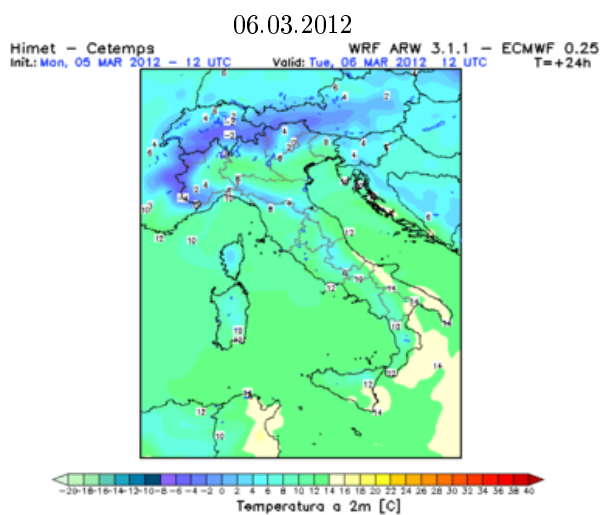 06.03.2012
Himet – Cetemps WRF ARW 3.1.1 – ECMWF 0.25
Init.: Mon, 05 MAR 2012 – 12 UTC Valid: Tue, 06 MAR 2012 12 UTC T=+24h
-20-18-16-14-12-10-8 -6 -4 -2 0 2 4 6 8 10 12 14 16 18 20 22 24 26 28 30 32 34 36 38 40
Temperatura a 2m [C]